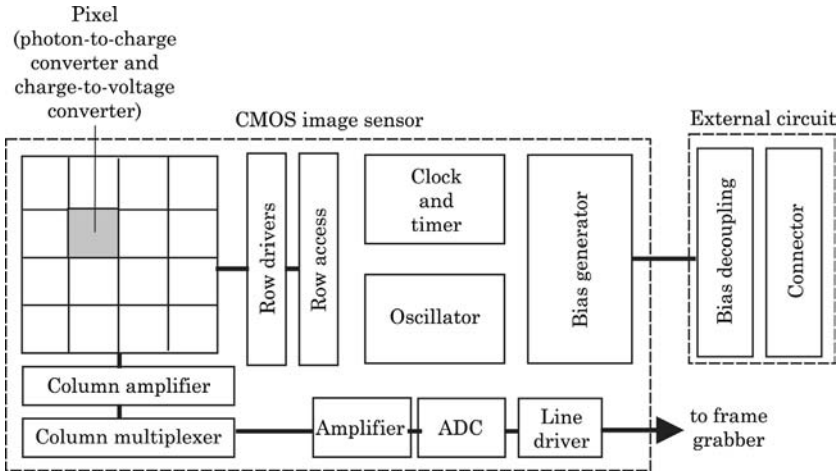 Pixel
(photon-to-charge
converter and
charge-to-voltage
converter)
CMOS image sensor
External circuit
Row drivers
Row access
Clock
and
timer
Oscillator
Bias generator
Bias decoupling
Connector
Column amplifier
Column multiplexer
Amplifier
ADC
Line
driver
to frame
grabber